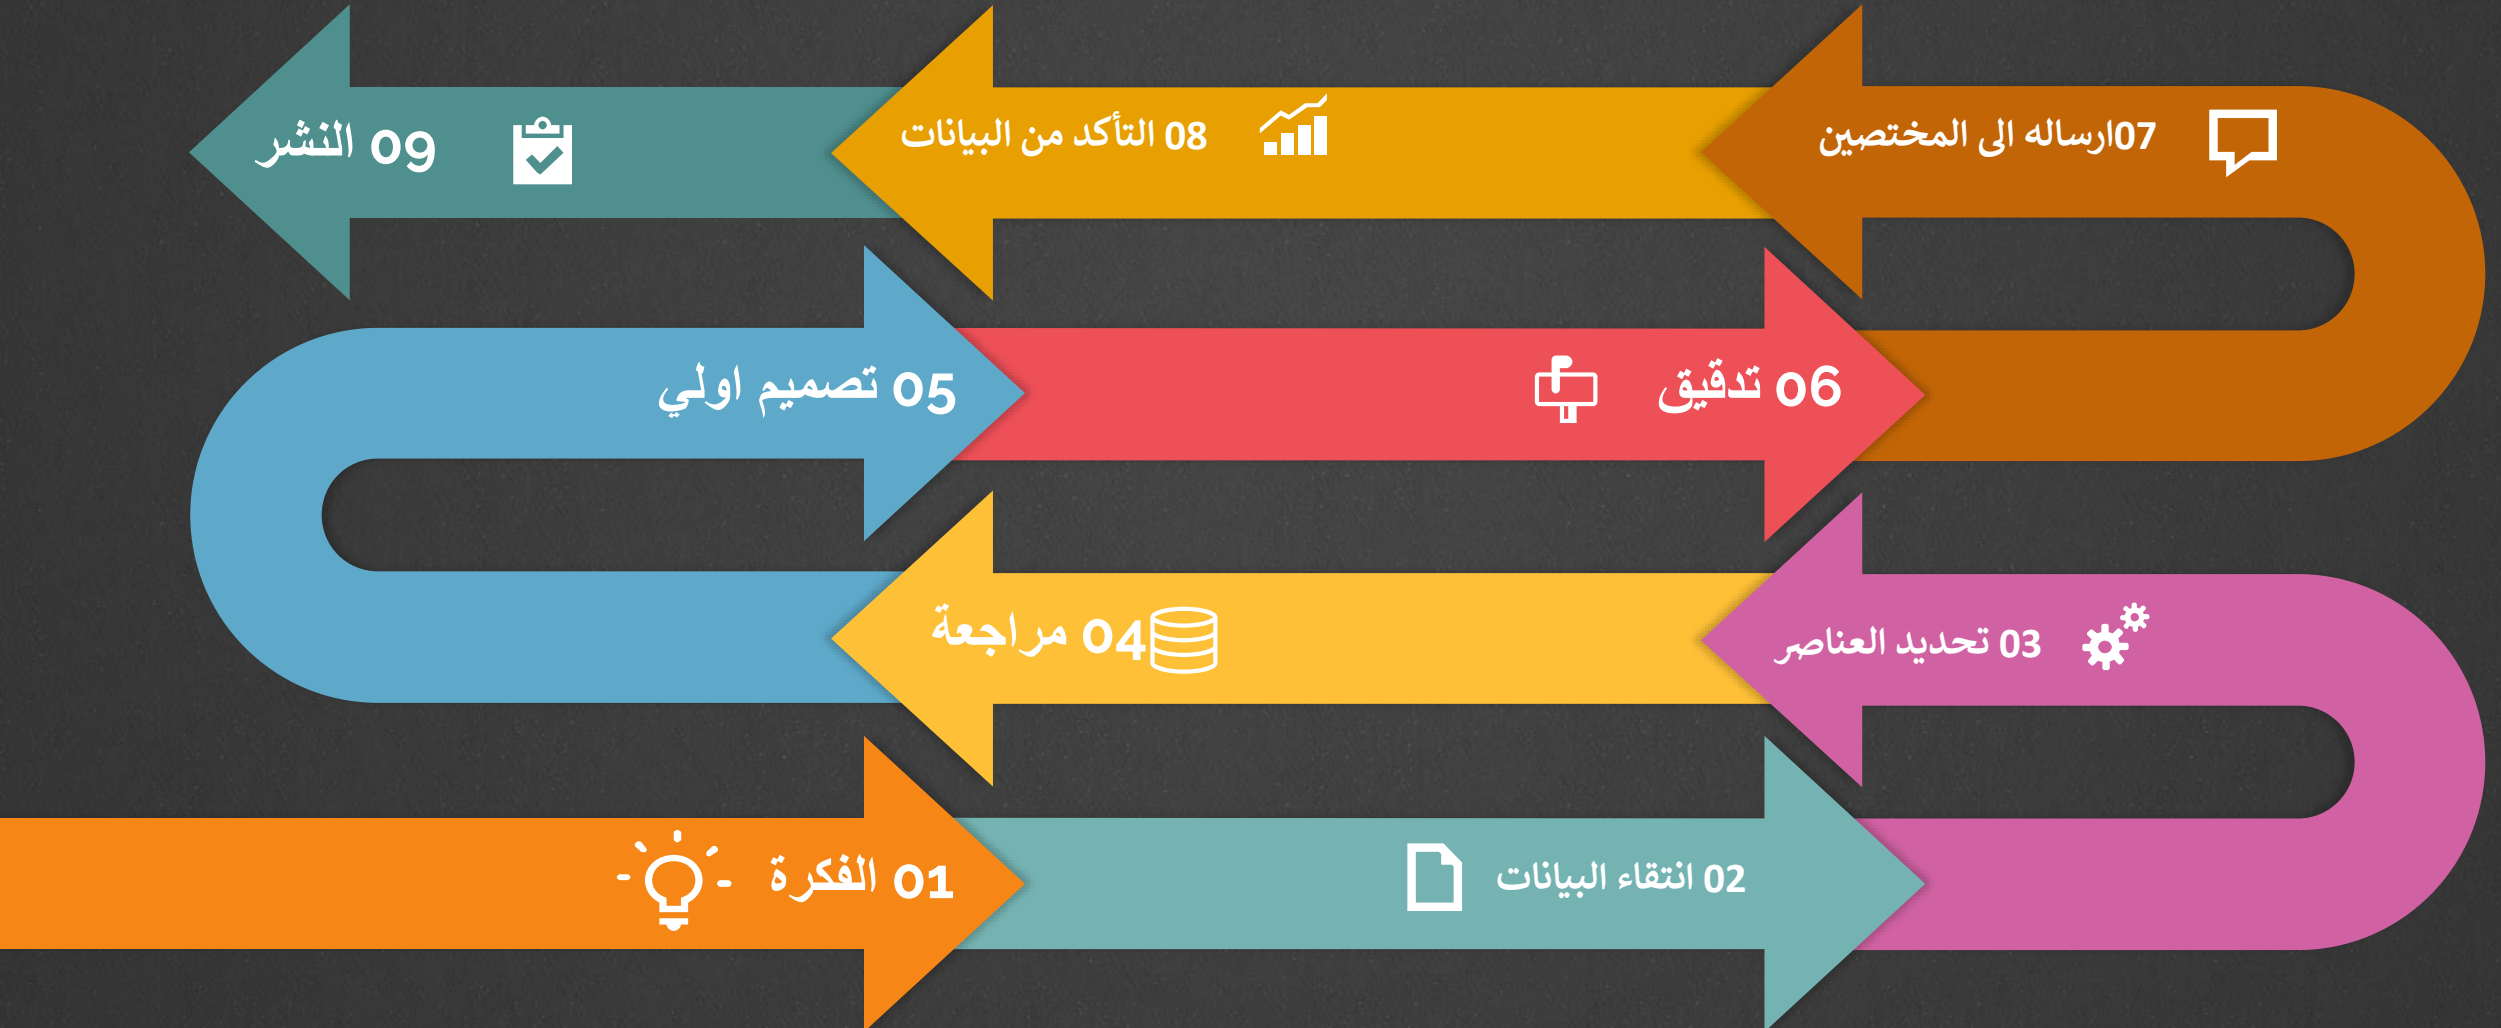 01 الفكرة
02 انتقاء البيانات
03 تحديد العناصر
04 مراجعة
05 تصميم اولي
06 تدقيق
07ارساله الى المختصين
08 التأكد من البيانات
09 النشر